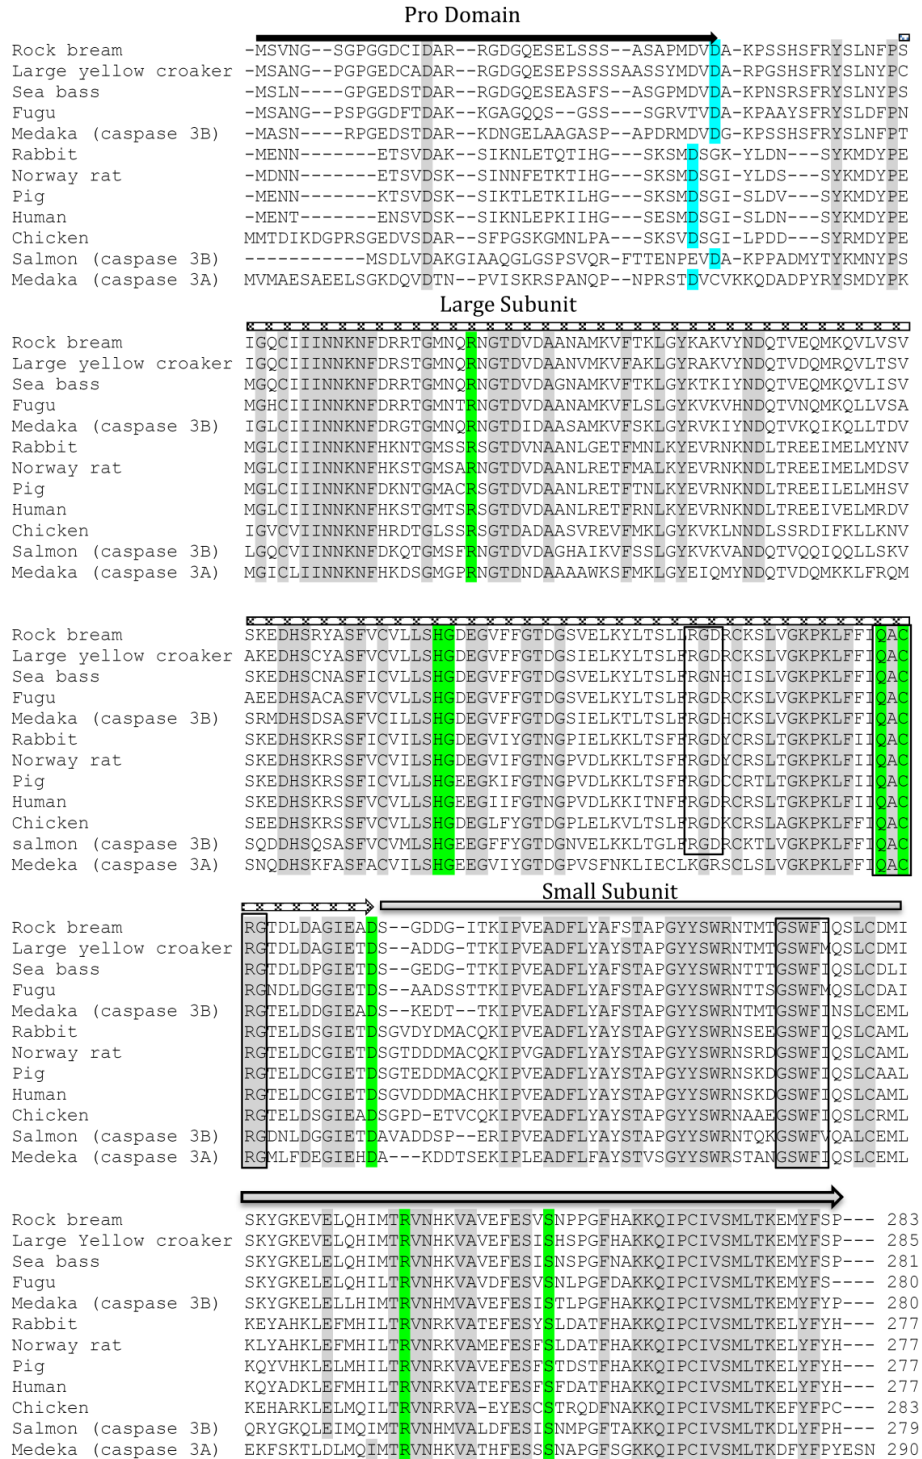 Pro Domain
Rock bream -MSVNG--SGPGGDCIDAR--RGDGQESELSSS--ASAPMDVDA-KPSSHSFRYSLNFPS
Large yellow croaker -MSANG--PGPGEDCADAR--RGDGQESEPSSSSAASSYMDVDA-RPGSHSFRYSLNYPC
Sea bass -MSLN----GPGEDSTDAR--RGDGQESEASFS--ASGPMDVDA-KPNSRSFRYSLNYPS
Fugu -MSANG--PSPGGDFTDAK--KGAGQQS--GSS--SGRVTVDA-KPAAYSFRYSLDFPN
Medaka (caspase 3B) -MASN----RPGEDSTDAR--KDNGELAAGASP--APDRMDVDG-KPSSHSFRYSLNFPT
Rabbit -MENN-------ETSVDAK--SIKNLETQTIHG---SKSMDSGK-YLDN---SYKMDYPE
Norway rat -MDNN-------ETSVDSK--SINNFETKTIHG---SKSMDSGI-YLDS---SYKMDYPE
Pig -MENN-------KTSVDSK--SIKTLETKILHG---SKSMDSGI-SLDV---SYKMDYPE
Human -MENT-------ENSVDSK--SIKNLEPKIIHG---SESMDSGI-SLDN---SYKMDYPE
Chicken MMTDIKDGPRSGEDVSDAR--SFPGSKGMNLPA---SKSVDSGI-LPDD---SYRMDYPE
Salmon (caspase 3B) -----------MSDLVDAKGIAAQGLGSPSVQR-FTTENPEVDA-KPPADMYTYKMNYPS
Medaka (caspase 3A) MVMAESAEELSGKDQVDTN--PVISKRSPANQP--NPRSTDVCVKKQDADPYRYSMDYPK
Large Subunit
Rock bream IGQCIIINNKNFDRRTGMNQRNGTDVDAANAMKVFTKLGYKAKVYNDQTVEQMKQVLVSV
Large yellow croaker IGQCIIINNKNFDRSTGMNQRNGTDVDAANVMKVFAKLGYRAKVYNDQTVDQMRQVLTSV
Sea bass MGQCIIINNKNFDRRTGMNQRNGTDVDAGNAMKVFTKLGYKTKIYNDQTVEQMKQVLISV
Fugu MGHCIIINNKNFDRRTGMNTRNGTDVDAANAMKVFLSLGYKVKVHNDQTVNQMKQLLVSA
Medaka (caspase 3B) IGLCIIINNKNFDRGTGMNQRNGTDIDAASAMKVFSKLGYRVKIYNDQTVKQIKQLLTDV
Rabbit MGLCIIINNKNFHKNTGMSSRSGTDVNAANLGETFMNLKYEVRNKNDLTREEIMELMYNV
Norway rat MGLCIIINNKNFHKSTGMSARNGTDVDAANLRETFMALKYEVRNKNDLTREEIMELMDSV
Pig MGLCIIINNKNFDKNTGMACRSGTDVDAANLRETFTNLKYEVRNKNDLTREEILELMHSV
Human MGLCIIINNKNFHKSTGMTSRSGTDVDAANLRETFRNLKYEVRNKNDLTREEIVELMRDV
Chicken IGVCVIINNKNFHRDTGLSSRSGTDADAASVREVFMKLGYKVKLNNDLSSRDIFKLLKNV
Salmon (caspase 3B) LGQCVIINNKNFDKQTGMSFRNGTDVDAGHAIKVFSSLGYKVKVANDQTVQQIQQLLSKV
Medaka (caspase 3A) MGICLIINNKNFHKDSGMGPRNGTDNDAAAAWKSFMKLGYEIQMYNDQTVDQMKKLFRQM
Rock bream SKEDHSRYASFVCVLLSHGDEGVFFGTDGSVELKYLTSLFRGDRCKSLVGKPKLFFIQAC
Large yellow croaker AKEDHSCYASFVCVLLSHGDEGVFFGTDGSIELKYLTSLFRGDRCKSLVGKPKLFFIQAC
Sea bass SKEDHSCNASFICVLLSHGDEGVFFGTDGSVELKYLTSLFRGNHCISLVGKPKLFFIQAC
Fugu AEEDHSACASFVCVLLSHGDEGVFFGTDGSVELKYLTSLFRGDRCKSLVGKPKLFFIQAC
Medaka (caspase 3B) SRMDHSDSASFVCILLSHGDEGVFFGTDGSIELKTLTSLFRGDHCKSLVGKPKLFFIQAC
Rabbit SKEDHSKRSSFICVILSHGDEGVIYGTNGPIELKKLTSFFRGDYCRSLTGKPKLFIIQAC
Norway rat SKEDHSKRSSFVCVILSHGDEGVIFGTNGPVDLKKLTSFFRGDYCRSLTGKPKLFIIQAC
Pig SKEDHSKRSSFICVLLSHGEEGKIFGTNGPVDLKKLTSFFRGDCCRTLTGKPKLFIIQAC
Human SKEDHSKRSSFVCVLLSHGEEGIIFGTNGPVDLKKITNFFRGDRCRSLTGKPKLFIIQAC
Chicken SEEDHSKRSSFVCVLLSHGDEGLFYGTDGPLELKVLTSLFRGDKCRSLAGKPKLFFIQAC
salmon (caspase 3B) SQDDHSQSASFVCVMLSHGEEGFFYGTDGPVELKKLTGLFRGDRCKTLVGKPKLFFIQAC
Medeka (caspase 3A) SNQDHSKFASFACVILSHGEEGVIYGTDGPVSFNKLIECLKGRSCLSLVGKPKLFFIQAC
Small Subunit
Rock bream RGTDLDAGIEADS--GDDG-ITKIPVEADFLYAFSTAPGYYSWRNTMTGSWFIQSLCDMI
Large yellow croaker RGTDLDAGIEADS--ADDG-TTKIPVEADFLYAFSTAPGYYSWRNTMTGSWFMQSLCDMI
Sea bass RGTDLDPGIETDS--GEDG-TTKIPVEADFLYAFSTAPGYYSWRNTTTGSWFIQSLCDLI
Fugu RGNDLDGGIETDS--AADSSTTKIPVEADFLYAFSTAPGYYSWRNTTSGSWFMQSLCDAI
Medaka (caspase 3B) RGTELDDGIEADS--KEDT--TKIPVEADFLYAFSTAPGYYSWRNTMTGSWFINSLCEML
Rabbit RGTELDSGIETDSGVDYDMACQKIPVEADFLYAYSTAPGYYSWRNSEEGSWFIQSLCAML
Norway rat RGTELDCGIETDSGTDDDMACQKIPVGADFLYAYSTAPGYYSWRNSRDGSWFIQSLCAML
Pig RGTELDCGIETDSGTEDDMACQKIPVEADFLYAYSTAPGYYSWRNSKDGSWFIQSLCAAL
Human RGTELDCGIETDSGVDDDMACHKIPVEADFLYAYSTAPGYYSWRNSKDGSWFIQSLCAML
Chicken RGTELDSGIEADSGPD-ETVCQKIPVEADFLYAYSTAPGYYSWRNAAEGSWFIQSLCRML
Salmon (caspase 3B) RGDNLDGGIETDAVADDSP--ERIPVEADFLYAYSTAPGYYSWRNTQKGSWFVQALCEML
Medeka (caspase 3A) RGMLFDEGIEHDA--KDDTSEKIPLEADFLFAYSTVSGYYSWRSTANGSWFIQSLCEML
Rock bream SKYGKEVELQHIMTRVNHKVAVEFESVSNPPGFHAKKQIPCIVSMLTKEMYFSP--- 283
Large Yellow croaker SKYGKEVELQHIMTRVNHKVAVEFESISHSPGFHAKKQIPCIVSMLTKEMYFSP--- 285
Sea bass SKYGKELELQHIMTRVNHKVAVEFESISNSPGFNAKKQIPCIVSMLTKEMYFSP--- 281
Fugu SKYGKELELQHILTRVNHKVAVDFESVSNLPGFDAKKQIPCIVSMLTKEMYFSS--- 280
Medaka (caspase 3B) SKYGKELELLHIMTRVNHMVAVEFESISTLPGFHAKKQIPCIVSMLTKEMYFYP--- 280
Rabbit KEYAHKLEFMHILTRVNRKVATEFESYSLDATFHAKKQIPCIVSMLTKELYFYH--- 277
Norway rat KLYAHKLEFMHILTRVNRKVAMEFESFSLDATFHAKKQIPCIVSMLTKELYFYH--- 277
Pig KQYVHKLELMHILTRVNRKVATEFESFSTDSTFHAKKQIPCIVSMLTKELYFYH--- 277
Human KQYADKLEFMHILTRVNRKVATEFESFSFDATFHAKKQIPCIVSMLTKELYFYH--- 277
Chicken KEHARKLELMQILTRVNRRVA-EYESCSTRQDFNAKKQIPCIVSMLTKEFYFPC--- 283
Salmon (caspase 3B) QRYGKQLEIMQIMTRVNHMVALDFESISNMPGFTAKKQIPCIVSMLTKDLYFPH--- 279
Medeka (caspase 3A) EKFSKTLDLMQIMTRVNHKVATHFESSSNAPGFSGKKQIPCIVSMLTKDFYFPYESN 290